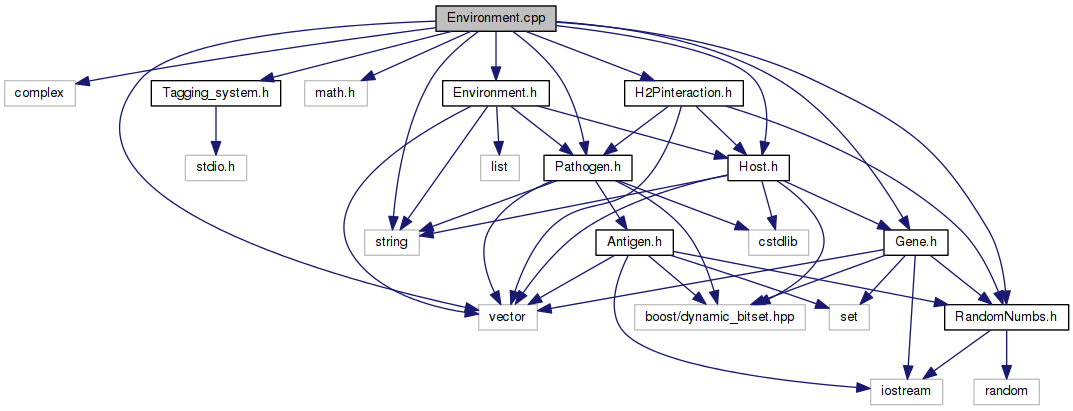 Environment.cpp
complex
Tagging_system.h
math.h
Environment.h
H2Pinteraction.h
stdio.h
list
Pathogen.h
Host.h
string
Antigen.h
cstdlib
Gene.h
vector
boost/dynamic_bitset.hpp
set
RandomNumbs.h
iostream
random